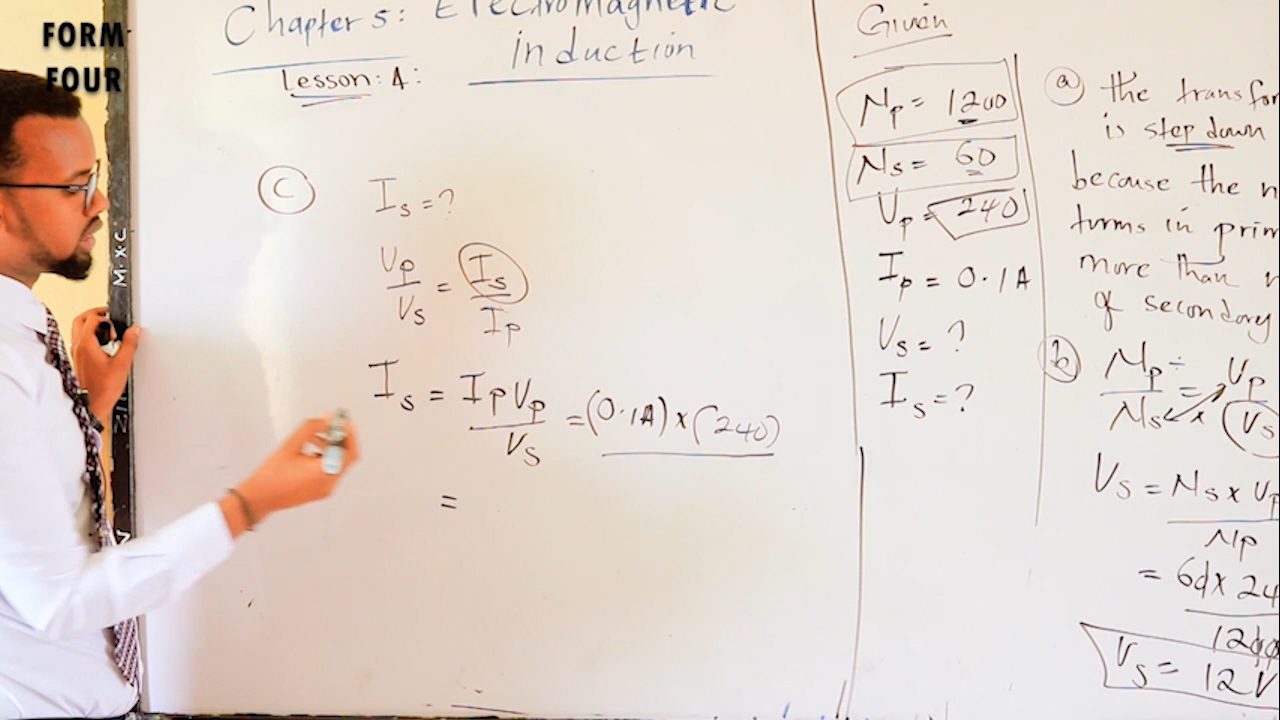 FORM
FOUR
Chapter 5: Electromagnetic
induction
Lesson: 4:
c
Is = ?
Vp/Vs = Is/Ip
Is = IpVp/Vs = (0.1A) x (240)
=
Given
Np = 1200
Ns = 60
Vp = 240
Ip = 0.1A
Vs = ?
Is = ?
a the transfor
is step down
because the n
turms in prim
more than
of secondary
b Np/Ns = Vp/Vs
Vs = Ns x Vp
Np
= 60 x 24
1200
Vs = 12V
M.X.C